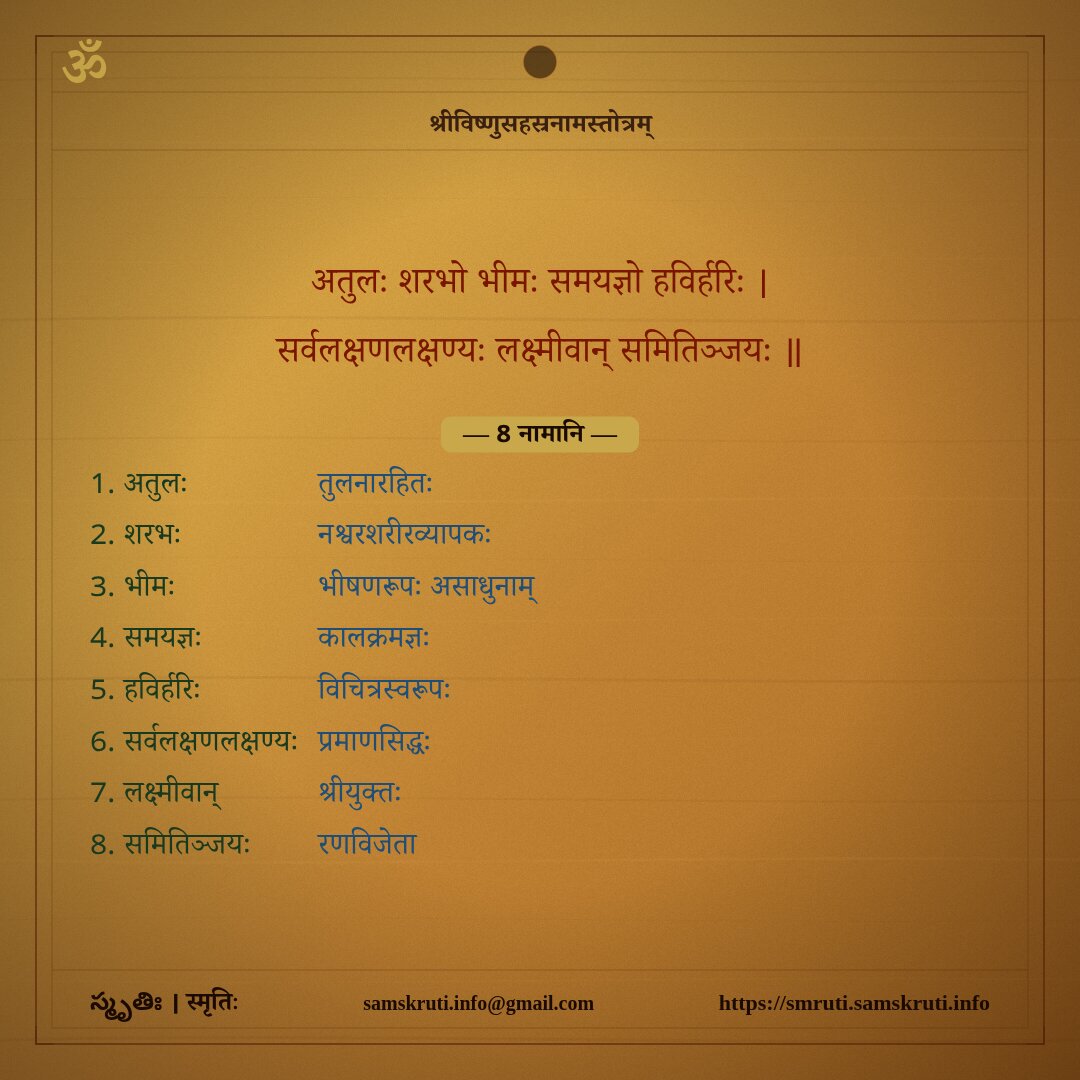 ॐ
श्रीविष्णुसहस्रनामस्तोत्रम्
अतुलः शरभो भीमः समयज्ञो हविर्हरिः |
सर्वलक्षणलक्षण्यः लक्ष्मीवान् समितिञ्जयः ||
— 8 नामानि —
1. अतुलः तुलनारहितः
2. शरभः नश्वरशरीरव्यापकः
3. भीमः भीषणरूपः असाधुनाम्
4. समयज्ञः कालक्रमज्ञः
5. हविर्हरिः विचित्रस्वरूपः
6. सर्वलक्षणलक्षण्यः प्रमाणसिद्धः
7. लक्ष्मीवान् श्रीयुक्तः
8. समितिञ्जयः रणविजेता
స్మృతిః | स्मृतिः samskruti.info@gmail.com https://smruti.samskruti.info